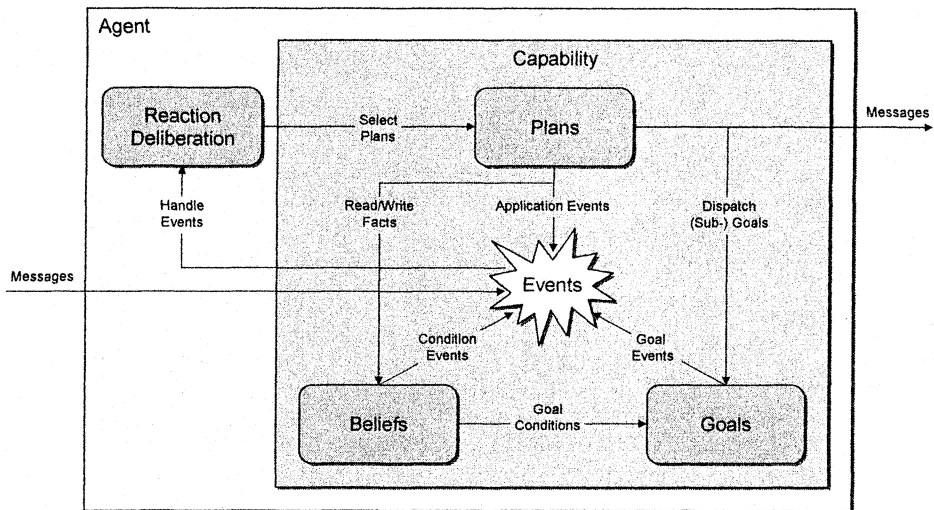 Agent
Capability
Reaction
Deliberation
Select
Plans
Plans
Messages
Handle
Events
Read/Write
Facts
Application Events
Dispatch
(Sub-) Goals
Messages
Events
Condition
Events
Goal
Events
Beliefs
Goal
Conditions
Goals